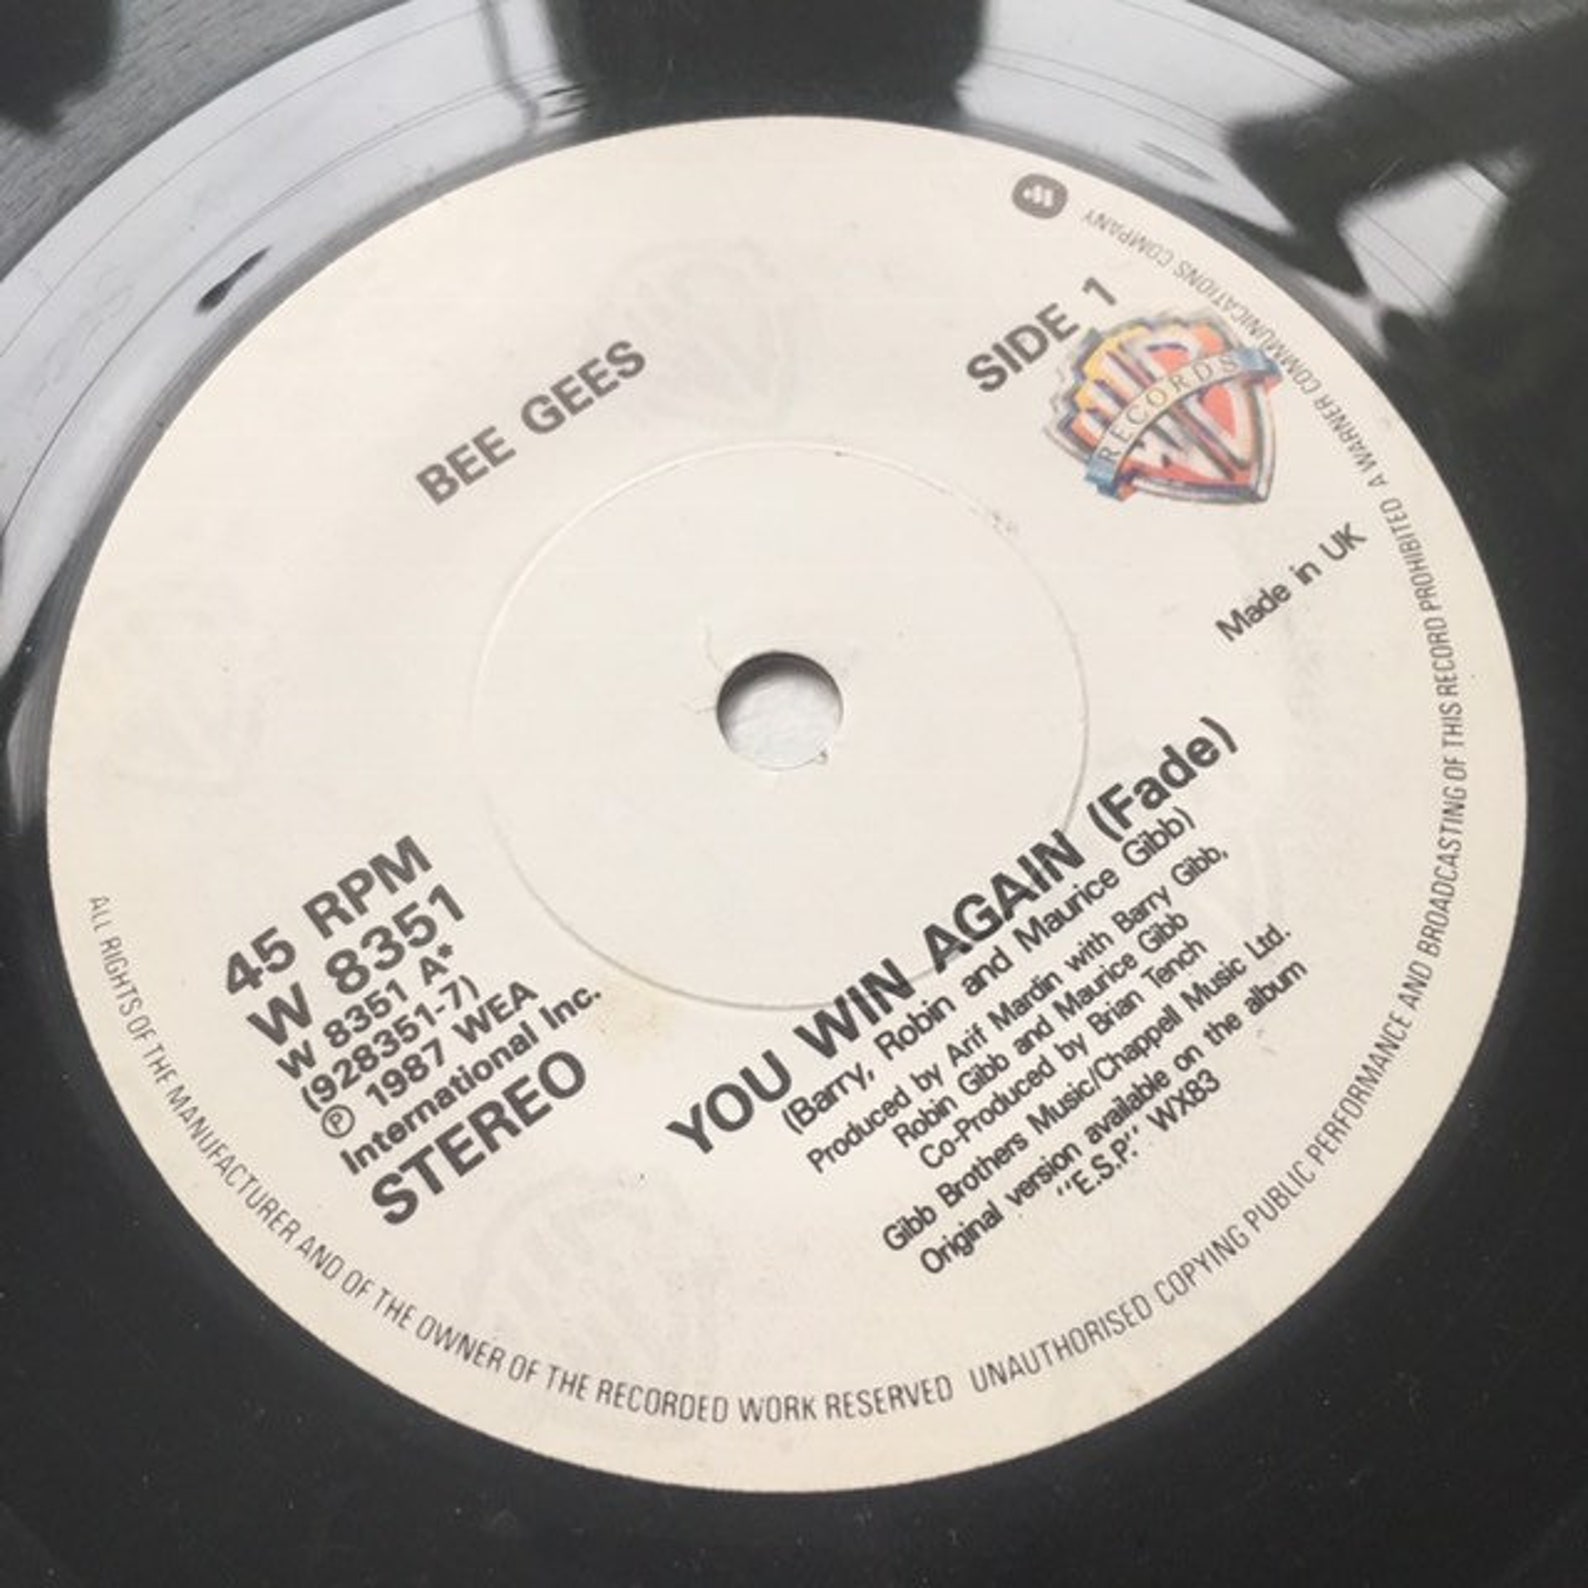 BEE GEES
SIDE 1
RECORDS
Made in UK
45 RPM
W 8351
W 8351 A*
(928351-7)
℗ 1987 WEA
International Inc.
STEREO
YOU WIN AGAIN (Fade)
(Barry, Robin and Maurice Gibb)
Produced by Arif Mardin with Barry Gibb,
Robin Gibb and Maurice Gibb
Co-Produced by Brian Tench
Gibb Brothers Music/Chappell Music Ltd.
Original version available on the album
"E.S.P." WX83
ALL RIGHTS OF THE MANUFACTURER AND OF THE OWNER OF THE RECORDED WORK RESERVED UNAUTHORISED COPYING PUBLIC PERFORMANCE AND BROADCASTING OF THIS RECORD PROHIBITED A WARNER COMMUNICATIONS COMPANY